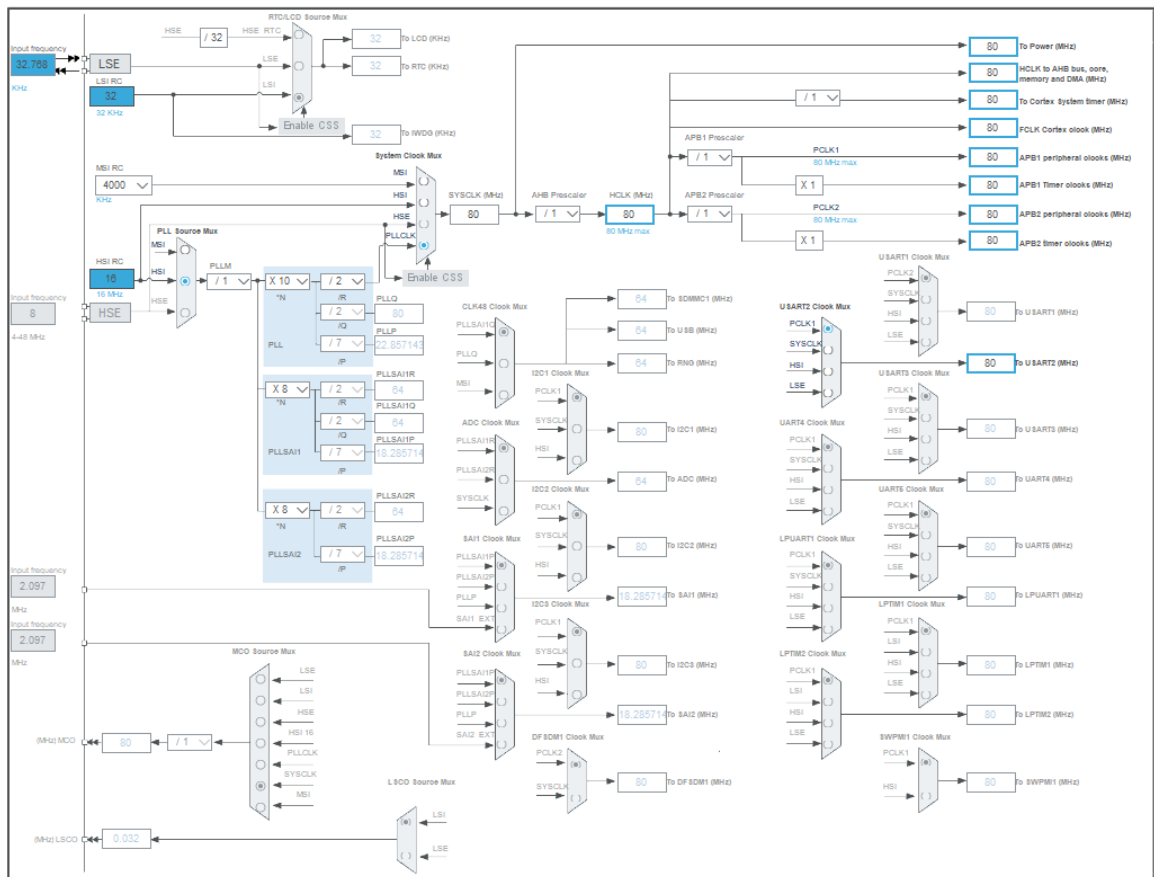 RTC/LCD Source Mux
HSE
/ 32
HSE_RTC
32
To LCD (KHz)
Input frequency
32.768
KHz
LSE
LSE
32
To RTC (KHz)
LSI RC
32
32 KHz
LSI
Enable CSS
32
To IWDG (KHz)
80
To Power (MHz)
80
HCLK to AHB bus, core,
memory and DMA (MHz)
/ 1
80
To Cortex System timer (MHz)
80
FCLK Cortex clock (MHz)
APB1 Prescaler
/ 1
PCLK1
80 MHz max
80
APB1 peripheral clocks (MHz)
X 1
80
APB1 Timer clocks (MHz)
APB2 Prescaler
/ 1
PCLK2
80 MHz max
80
APB2 peripheral clocks (MHz)
X 1
80
APB2 timer clocks (MHz)
System Clock Mux
MSI
HSI
HSE
PLLCLK
Enable CSS
SYSCLK (MHz)
80
AHB Prescaler
/ 1
HCLK (MHz)
80
80 MHz max
MSI RC
4000
KHz
PLL Source Mux
MSI
HSI
HSE
HSI RC
16
16 MHz
Input frequency
8
4-48 MHz
HSE
PLLM
/ 1
X 10
*N
/ 2
/R
PLLQ
/ 2
80
/Q
PLLP
/ 7
22.857143
/P
PLL
PLLSAI1R
X 8
*N
/ 2
64
/R
PLLSAI1Q
/ 2
64
/Q
PLLSAI1P
/ 7
18.285714
/P
PLLSAI1
PLLSAI2R
X 8
*N
/ 2
64
/R
PLLSAI2P
/ 7
18.285714
/P
PLLSAI2
CLK48 Clock Mux
PLLSAI1Q
PLLQ
MSI
64
To SDMMC1 (MHz)
64
To USB (MHz)
64
To RNG (MHz)
I2C1 Clock Mux
PCLK1
SYSCLK
HSI
80
To I2C1 (MHz)
ADC Clock Mux
PLLSAI1R
PLLSAI2R
SYSCLK
64
To ADC (MHz)
I2C2 Clock Mux
PCLK1
SYSCLK
HSI
80
To I2C2 (MHz)
SAI1 Clock Mux
PLLSAI1P
PLLSAI2P
PLLP
SAI1 EXT
18.285714
To SAI1 (MHz)
I2C3 Clock Mux
PCLK1
SYSCLK
HSI
80
To I2C3 (MHz)
SAI2 Clock Mux
PLLSAI1P
PLLSAI2P
PLLP
SAI2 EXT
18.285714
To SAI2 (MHz)
DFSDM1 Clock Mux
PCLK2
SYSCLK
80
To DFSDM1 (MHz)
USART1 Clock Mux
PCLK2
SYSCLK
HSI
LSE
80
To USART1 (MHz)
USART2 Clock Mux
PCLK1
SYSCLK
HSI
LSE
80
To USART2 (MHz)
USART3 Clock Mux
PCLK1
SYSCLK
HSI
LSE
80
To USART3 (MHz)
UART4 Clock Mux
PCLK1
SYSCLK
HSI
LSE
80
To UART4 (MHz)
UART5 Clock Mux
PCLK1
SYSCLK
HSI
LSE
80
To UART5 (MHz)
LPUART1 Clock Mux
PCLK1
SYSCLK
HSI
LSE
80
To LPUART1 (MHz)
LPTIM1 Clock Mux
PCLK1
LSI
HSI
LSE
80
To LPTIM1 (MHz)
LPTIM2 Clock Mux
PCLK1
LSI
HSI
LSE
80
To LPTIM2 (MHz)
SWPMI1 Clock Mux
PCLK1
HSI
80
To SWPMI1 (MHz)
Input frequency
2.097
MHz
Input frequency
2.097
MHz
MCO Source Mux
LSE
LSI
HSE
HSI 16
PLLCLK
SYSCLK
MSI
(MHz) MCO
80
/ 1
LSCO Source Mux
LSI
LSE
(MHz) LSCO
0.032